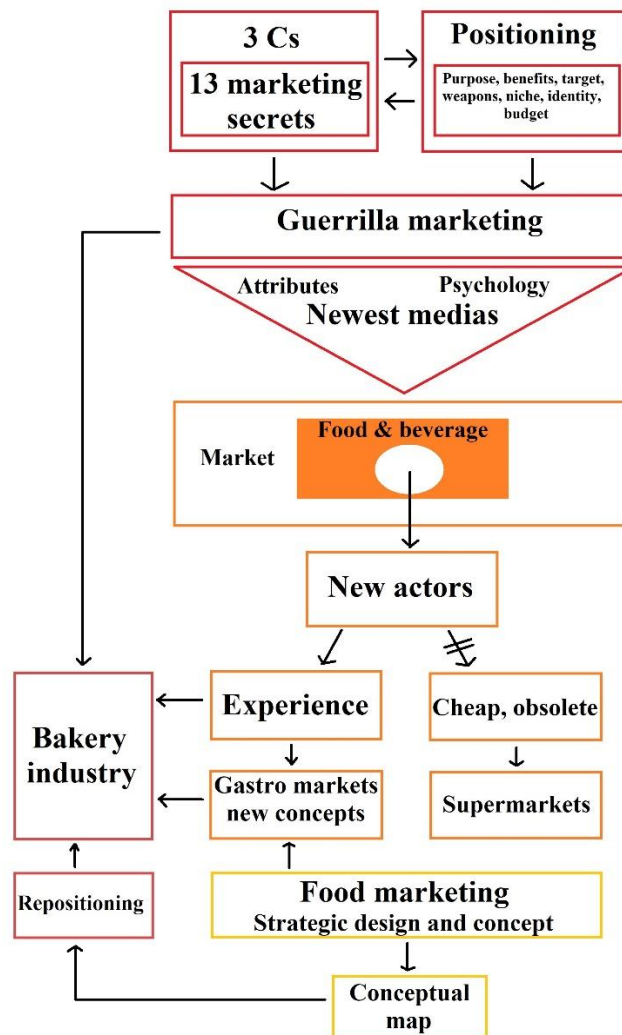 3 Cs
13 marketing
secrets
Positioning
Purpose, benefits, target,
weapons, niche, identity,
budget
Guerrilla marketing
Attributes
Psychology
Newest medias
Food & beverage
Market
New actors
Experience
Cheap, obsolete
Bakery
industry
Gastro markets
new concepts
Supermarkets
Repositioning
Food marketing
Strategic design and concept
Conceptual
map